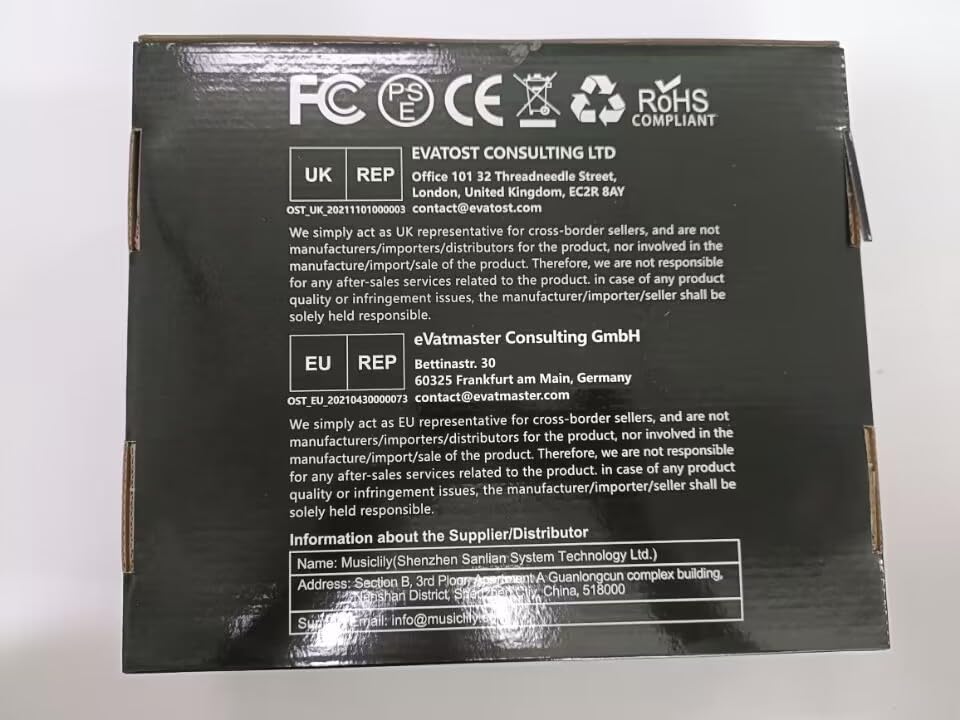 FC PSE CE RoHS
COMPLIANT
UK REP
EVATOST CONSULTING LTD
Office 101 32 Threadneedle Street,
London, United Kingdom, EC2R 8AY
OST_UK_20211101000003 contact@evatost.com
We simply act as UK representative for cross-border sellers, and are not
manufacturers/importers/distributors for the product, nor involved in the
manufacture/import/sale of the product. Therefore, we are not responsible
for any after-sales services related to the product. in case of any product
quality or infringement issues, the manufacturer/importer/seller shall be
solely held responsible.
EU REP
eVatmaster Consulting GmbH
Bettinastr. 30
60325 Frankfurt am Main, Germany
OST_EU_20210430000073 contact@evatmaster.com
We simply act as EU representative for cross-border sellers, and are not
manufacturers/importers/distributors for the product, nor involved in the
manufacture/import/sale of the product. Therefore, we are not responsible
for any after-sales services related to the product. in case of any product
quality or infringement issues, the manufacturer/importer/seller shall be
solely held responsible.
Information about the Supplier/Distributor
Name: Musiclily(Shenzhen Sanlian System Technology Ltd.)
Address: Section B, 3rd Floor, Apartment A Guanlongcun complex building,
Nanshan District, Shenzhen City, China, 518000
Email: